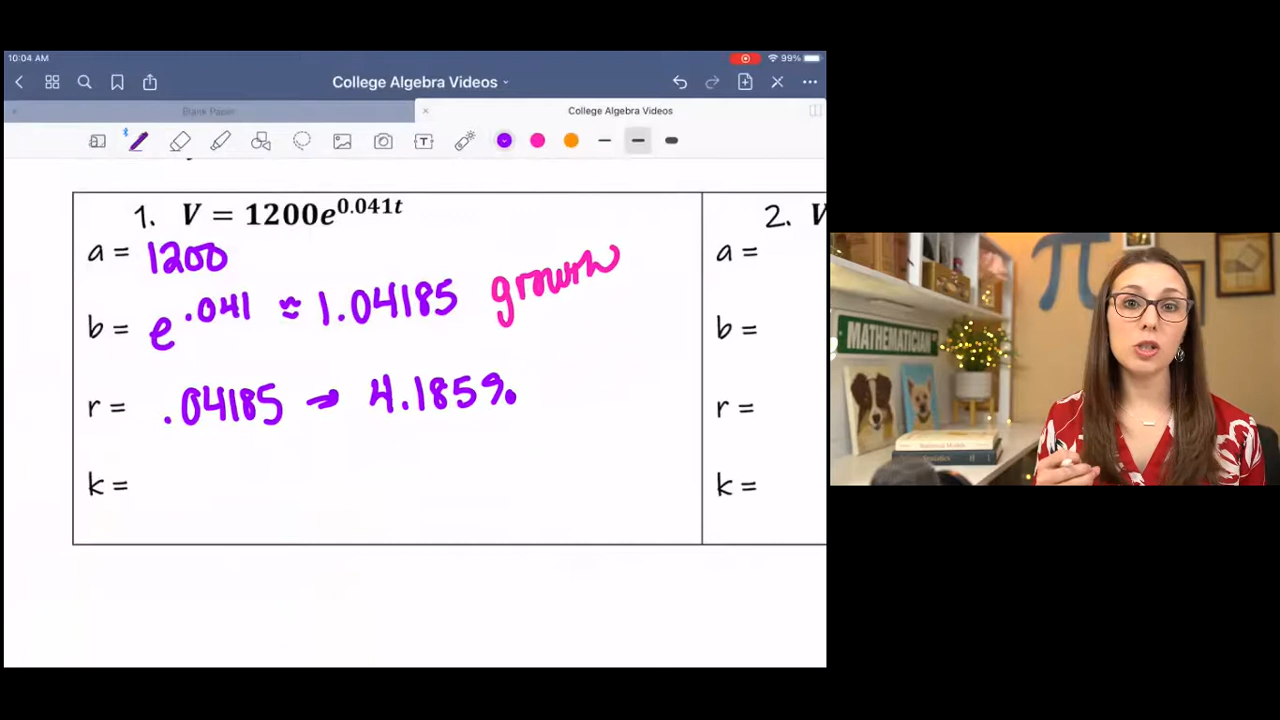 10:04 AM
99%
College Algebra Videos
Blank Paper
College Algebra Videos
1. V = 1200e^0.041t
a = 1200
b = e^.041 ≈ 1.04185 growth
r = .04185 → 4.185%
k =
2. V
a =
b =
r =
k =
MATHEMATICIAN